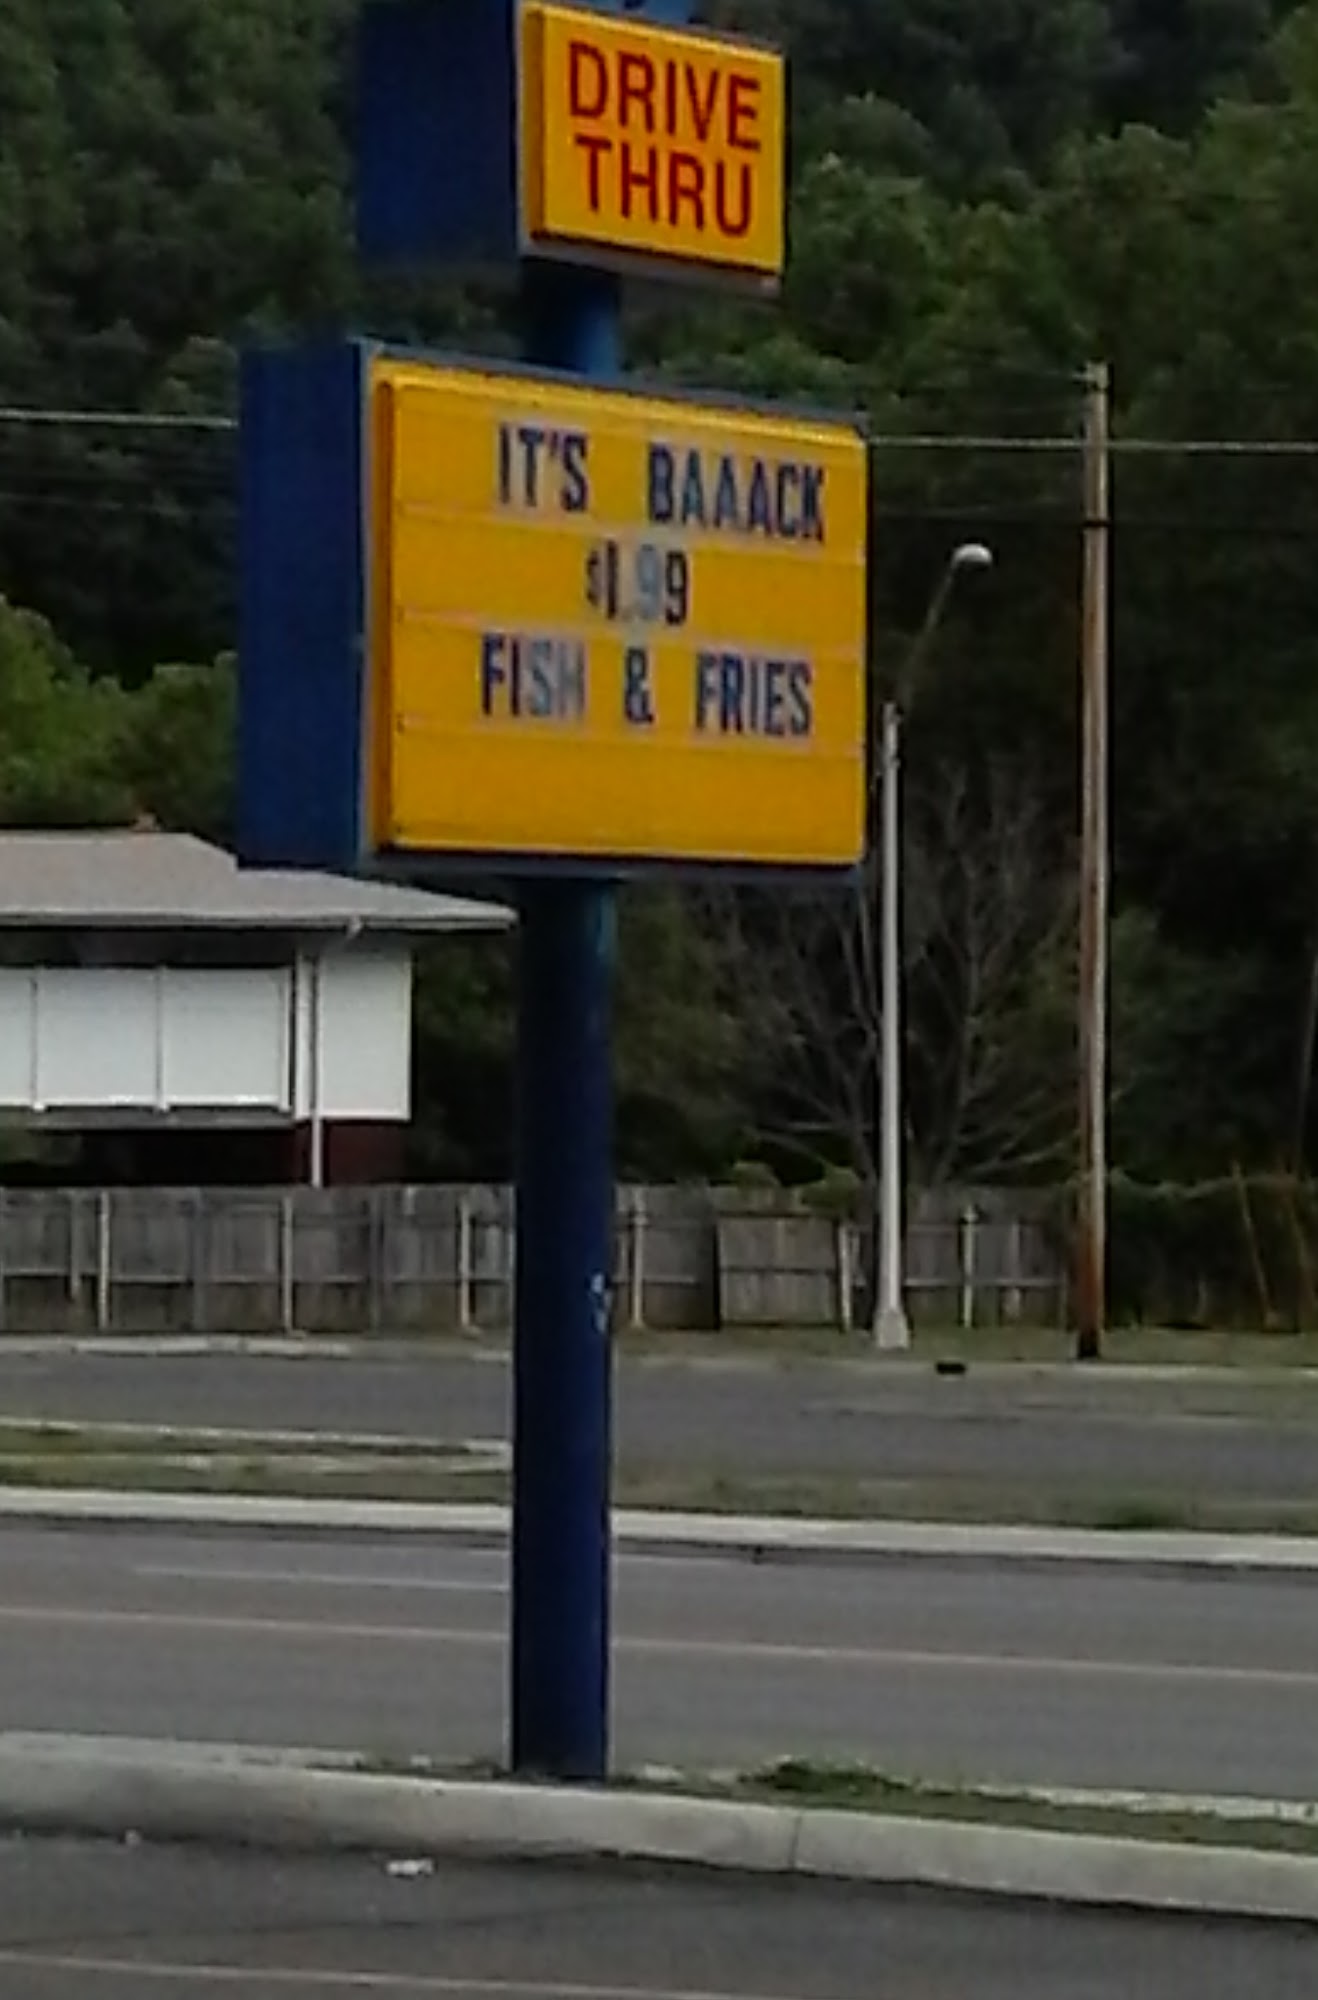 DRIVE
THRU
IT'S BAAACK
$1.99
FISH & FRIES